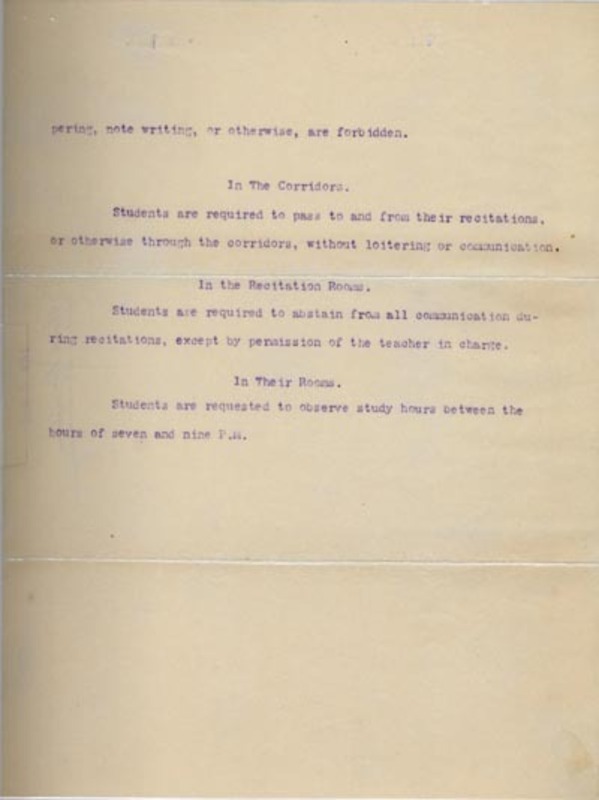 pering, note writing, or otherwise, are forbidden.
In The Corridors.
Students are required to pass to and from their recitations,
or otherwise through the corridors, without loitering or communication.
In the Recitation Rooms.
Students are required to abstain from all communication du-
ring recitations, except by permission of the teacher in charge.
In Their Rooms.
Students are requested to observe study hours between the
hours of seven and nine P.M.